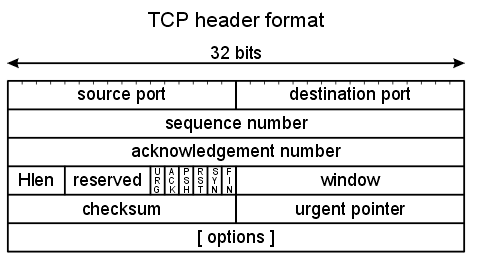 TCP header format
32 bits
source port destination port
sequence number
acknowledgement number
Hlen reserved URG ACK PSH RST SYN FIN window
checksum urgent pointer
[ options ]